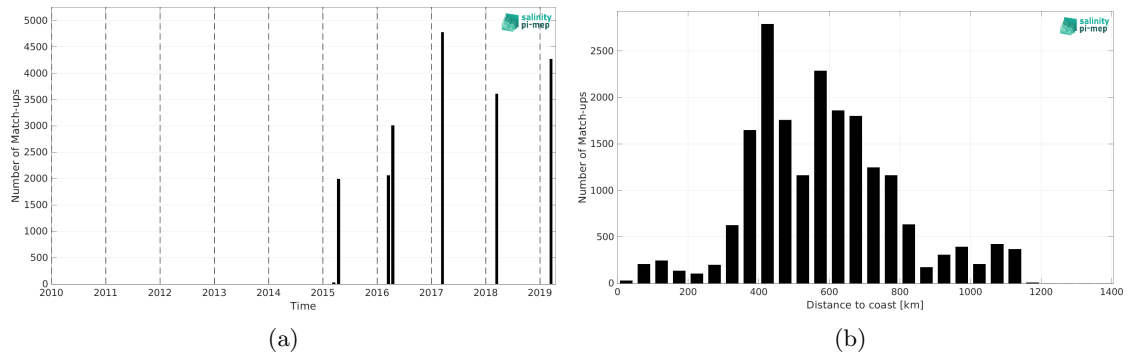 salinity
pi-mep
Number of Match-ups
5000
4500
4000
3500
3000
2500
2000
1500
1000
500
0
2010 2011 2012 2013 2014 2015 2016 2017 2018 2019
Time
(a)
salinity
pi-mep
Number of Match-ups
2500
2000
1500
1000
500
0
0 200 400 600 800 1000 1200 1400
Distance to coast [km]
(b)